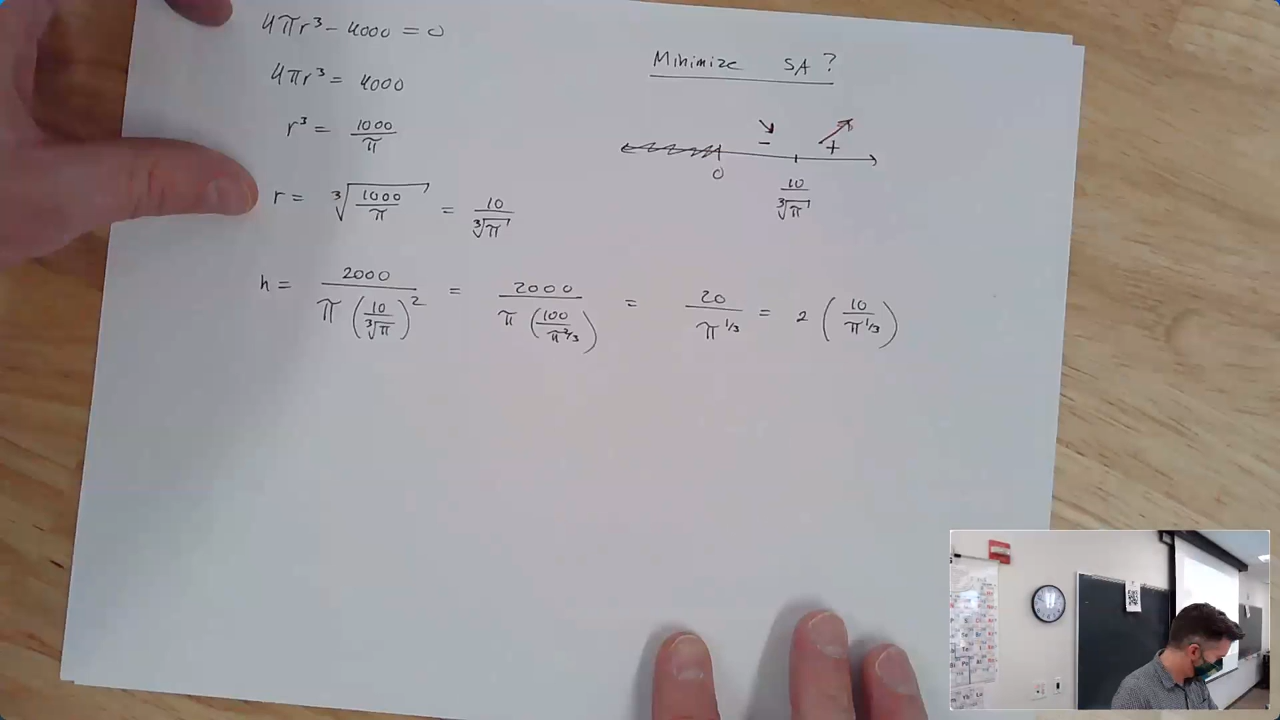 4πr³ - 4000 = 0
4πr³ = 4000
r³ = 1000/π
r = ∛(1000/π) = 10/∛π
h = 2000/(π(10/∛π)²) = 2000/(π(100/π^(2/3))) = 20/π^(1/3) = 2(10/π^(1/3))
Minimize SA?
- +
0
10/∛π